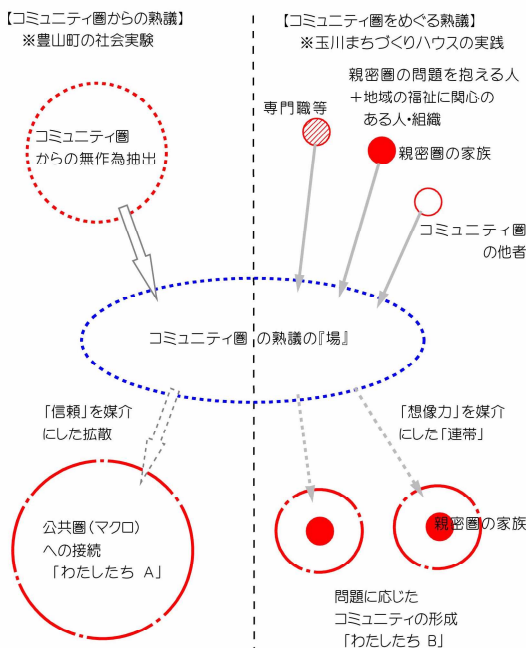 【コミュニティ圏からの熟議】
※豊山町の社会実験
コミュニティ圏
からの無作為抽出
【コミュニティ圏をめぐる熟議】
※玉川まちづくりハウスの実践
親密圏の問題を抱える人
＋地域の福祉に関心の
ある人・組織
専門職等
親密圏の家族
コミュニティ圏
の他者
コミュニティ圏の熟議の『場』
「信頼」を媒介
にした拡散
「想像力」を媒介
にした「連帯」
公共圏（マクロ）
への接続
「わたしたち A」
親密圏の家族
問題に応じた
コミュニティの形成
「わたしたち B」